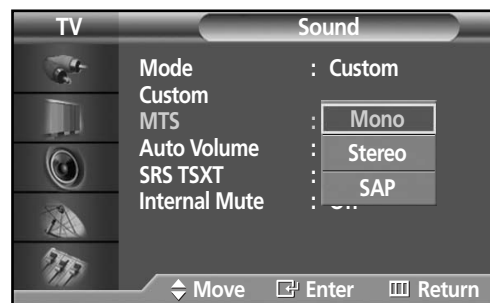 TV Sound
Mode : Custom
Custom
MTS : Mono
Auto Volume : Stereo
SRS TSXT : SAP
Internal Mute :
Move Enter Return